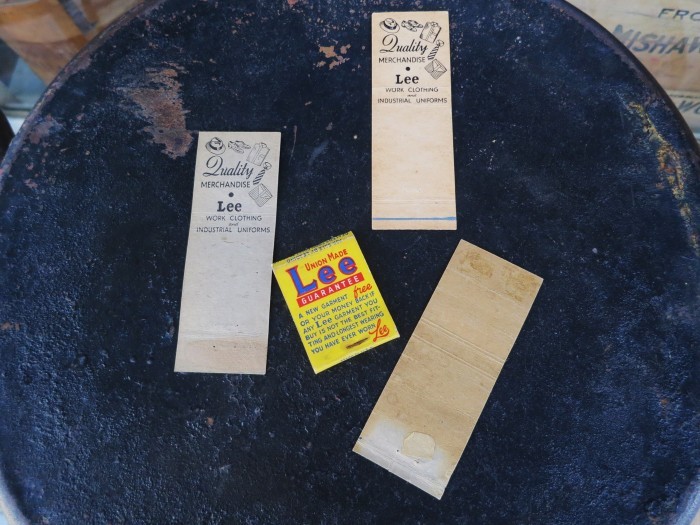 FRO
MISHAW
Quality
MERCHANDISE
•
Lee
WORK CLOTHING
and
INDUSTRIAL UNIFORMS
Quality
MERCHANDISE
•
Lee
WORK CLOTHING
and
INDUSTRIAL UNIFORMS
UNION MADE
Lee
GUARANTEE
A NEW GARMENT free
OR YOUR MONEY BACK IF
ANY Lee GARMENT YOU
BUY IS NOT THE BEST FIT-
TING AND LONGEST WEARING
YOU HAVE EVER WORN.
Lee